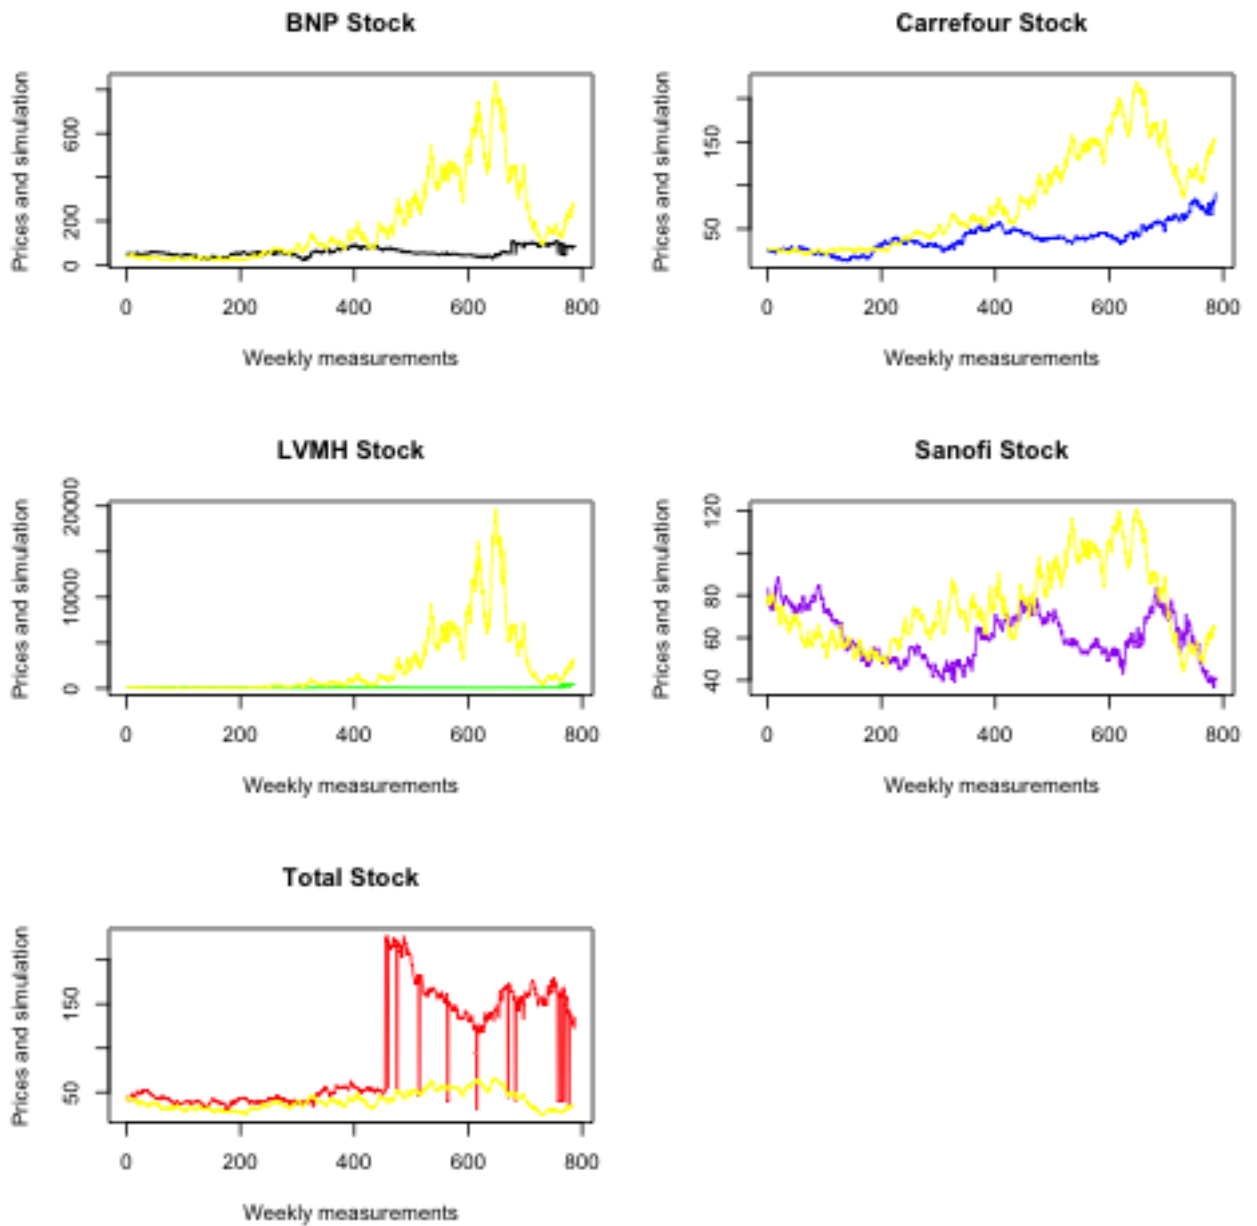 BNP Stock
Prices and simulation
0
200
600
0
200
400
600
800
Weekly measurements
Carrefour Stock
Prices and simulation
50
150
0
200
400
600
800
Weekly measurements
LVMH Stock
Prices and simulation
0
10000
20000
0
200
400
600
800
Weekly measurements
Sanofi Stock
Prices and simulation
40
60
80
120
0
200
400
600
800
Weekly measurements
Total Stock
Prices and simulation
50
150
0
200
400
600
800
Weekly measurements